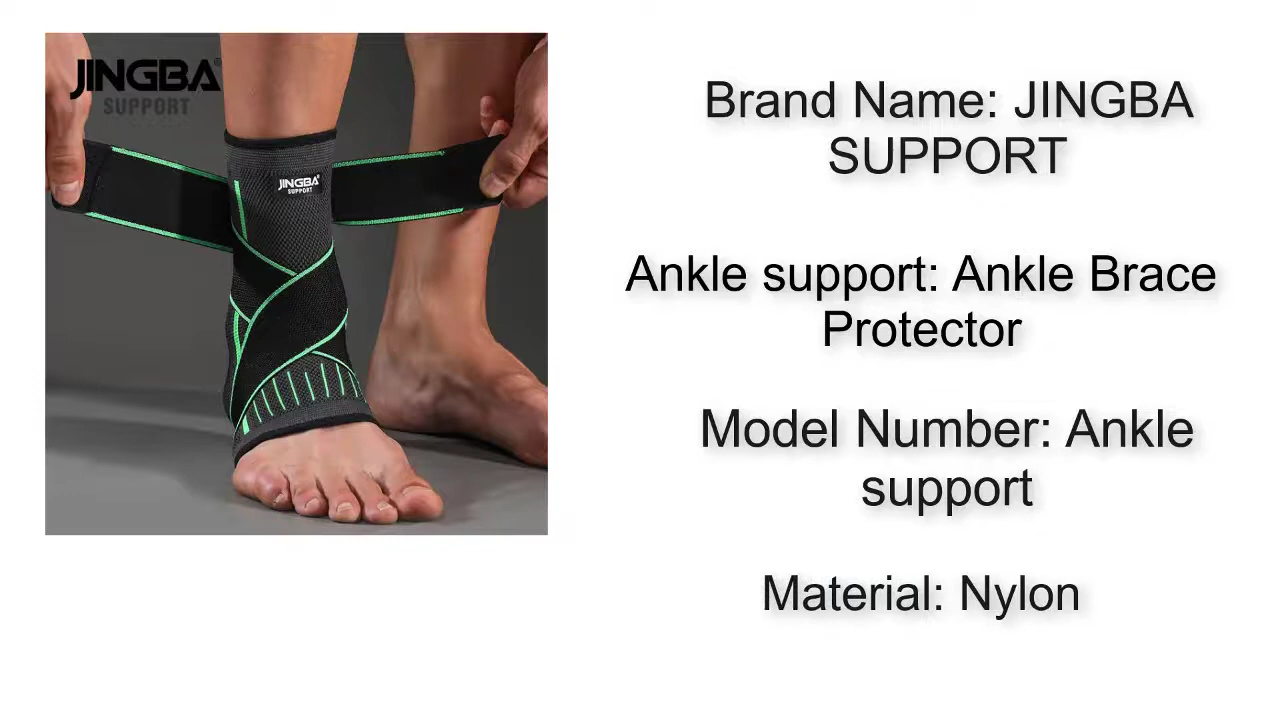 JINGBA®
SUPPORT
JINGBA®
SUPPORT
Brand Name: JINGBA
SUPPORT
Ankle support: Ankle Brace
Protector
Model Number: Ankle
support
Material: Nylon